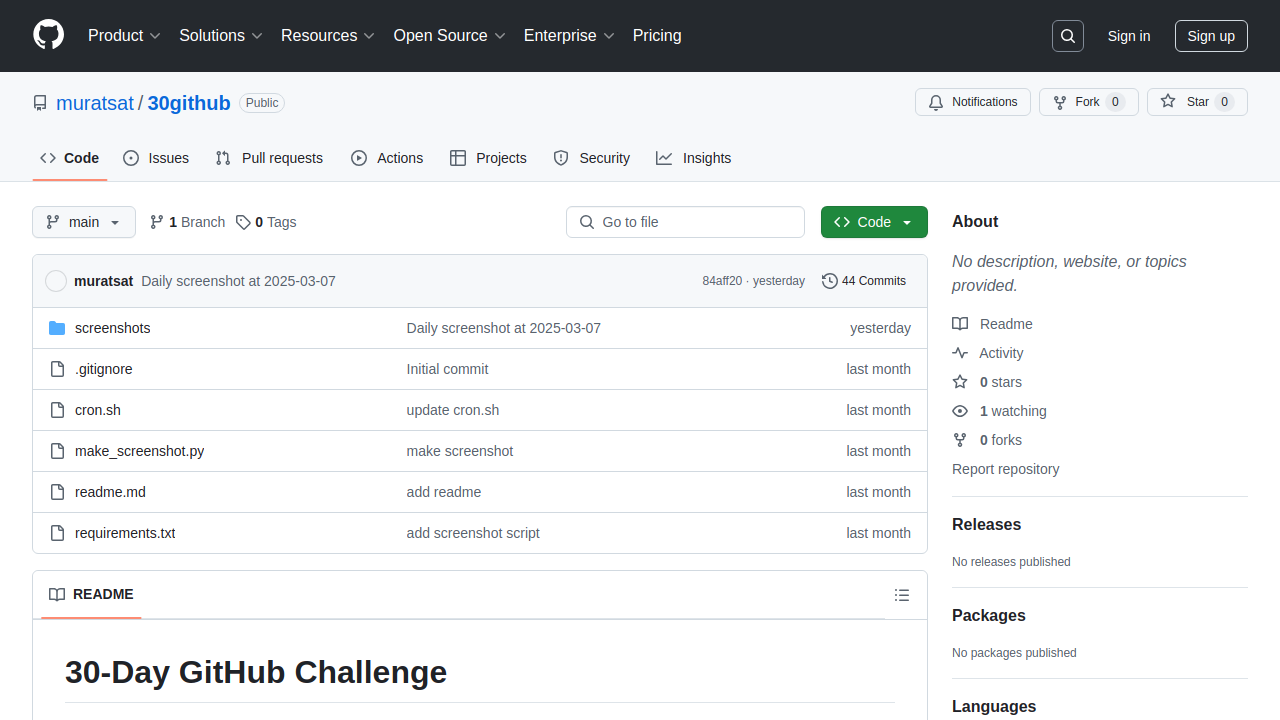 Product Solutions Resources Open Source Enterprise Pricing Sign in Sign up
muratsat / 30github Public Notifications Fork 0 Star 0
Code Issues Pull requests Actions Projects Security Insights
main 1 Branch 0 Tags Go to file Code
muratsat Daily screenshot at 2025-03-07 84aff20 · yesterday 44 Commits
screenshots Daily screenshot at 2025-03-07 yesterday
.gitignore Initial commit last month
cron.sh update cron.sh last month
make_screenshot.py make screenshot last month
readme.md add readme last month
requirements.txt add screenshot script last month
README
30-Day GitHub Challenge
About
No description, website, or topics
provided.
Readme
Activity
0 stars
1 watching
0 forks
Report repository
Releases
No releases published
Packages
No packages published
Languages